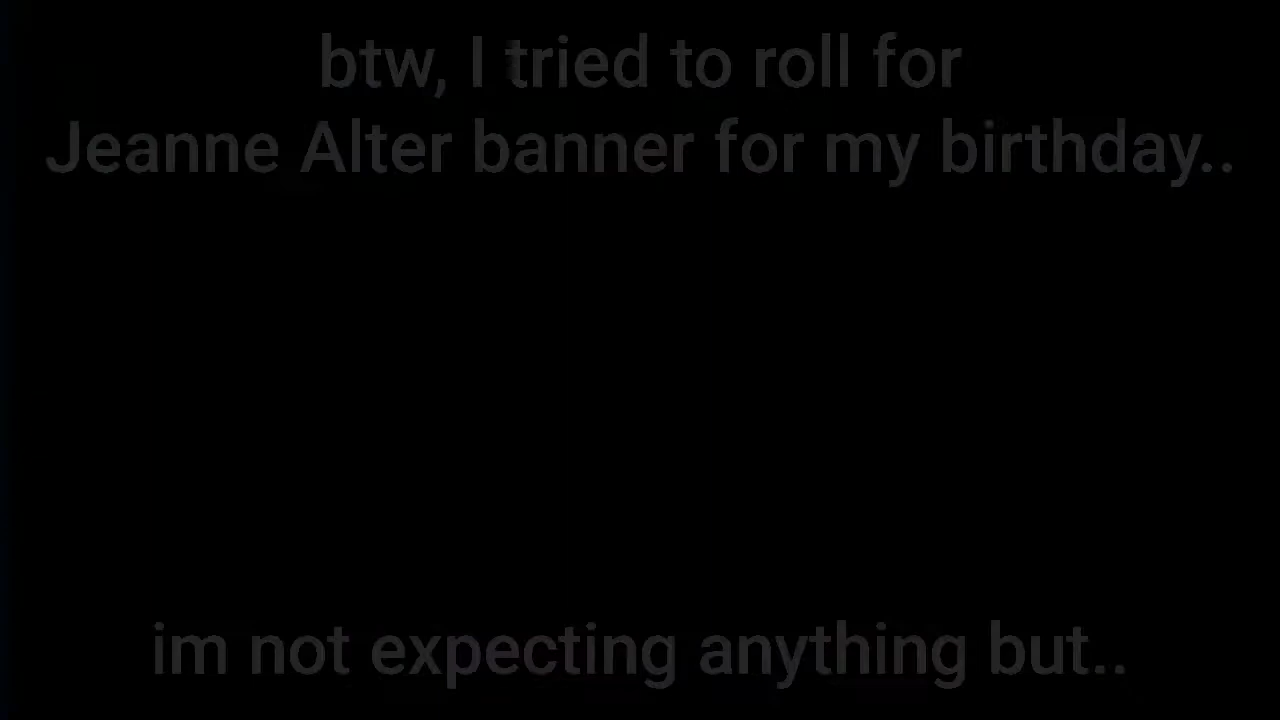 btw, I tried to roll for
Jeanne Alter banner for my birthday..
im not expecting anything but..